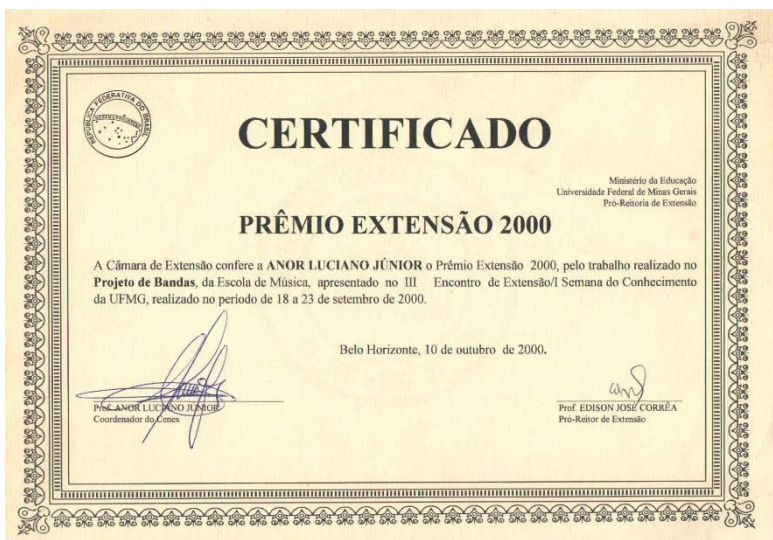 REPÚBLICA FEDERATIVA DO BRASIL
CERTIFICADO
Ministério da Educação
Universidade Federal de Minas Gerais
Pró-Reitoria de Extensão
PRÊMIO EXTENSÃO 2000
A Câmara de Extensão confere a ANOR LUCIANO JÚNIOR o Prêmio Extensão 2000, pelo trabalho realizado no
Projeto de Bandas, da Escola de Música, apresentado no III Encontro de Extensão/I Semana do Conhecimento
da UFMG, realizado no período de 18 a 23 de setembro de 2000.
Belo Horizonte, 10 de outubro de 2000.
Prof. ANOR LUCIANO JÚNIOR
Coordenador do Cenex
Prof. EDISON JOSÉ CORRÊA
Pró-Reitor de Extensão